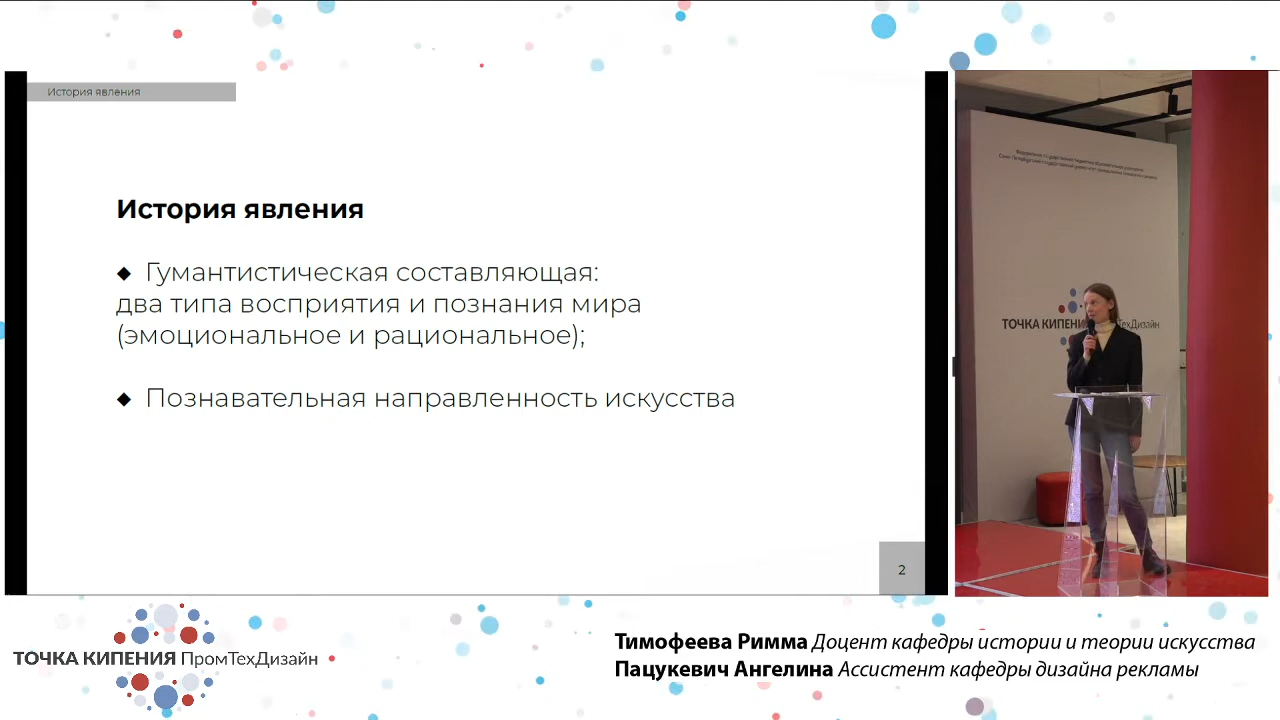 История явления
История явления
◆ Гумантистическая составляющая:
два типа восприятия и познания мира
(эмоциональное и рациональное);
◆ Познавательная направленность искусства
2
ТОЧКА КИПЕНИЯ ТехДизайн
ТОЧКА КИПЕНИЯ ПромТехДизайн
Тимофеева Римма Доцент кафедры истории и теории искусства
Пацукевич Ангелина Ассистент кафедры дизайна рекламы